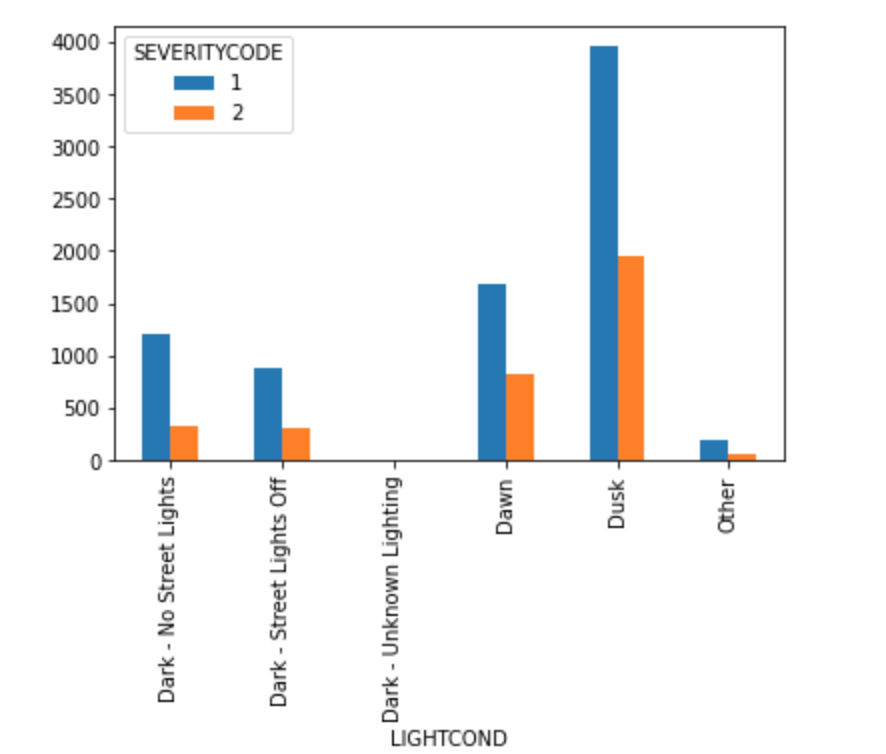 SEVERITYCODE
1
2
4000
3500
3000
2500
2000
1500
1000
500
0
Dark - No Street Lights
Dark - Street Lights Off
Dark - Unknown Lighting
Dawn
Dusk
Other
LIGHTCOND